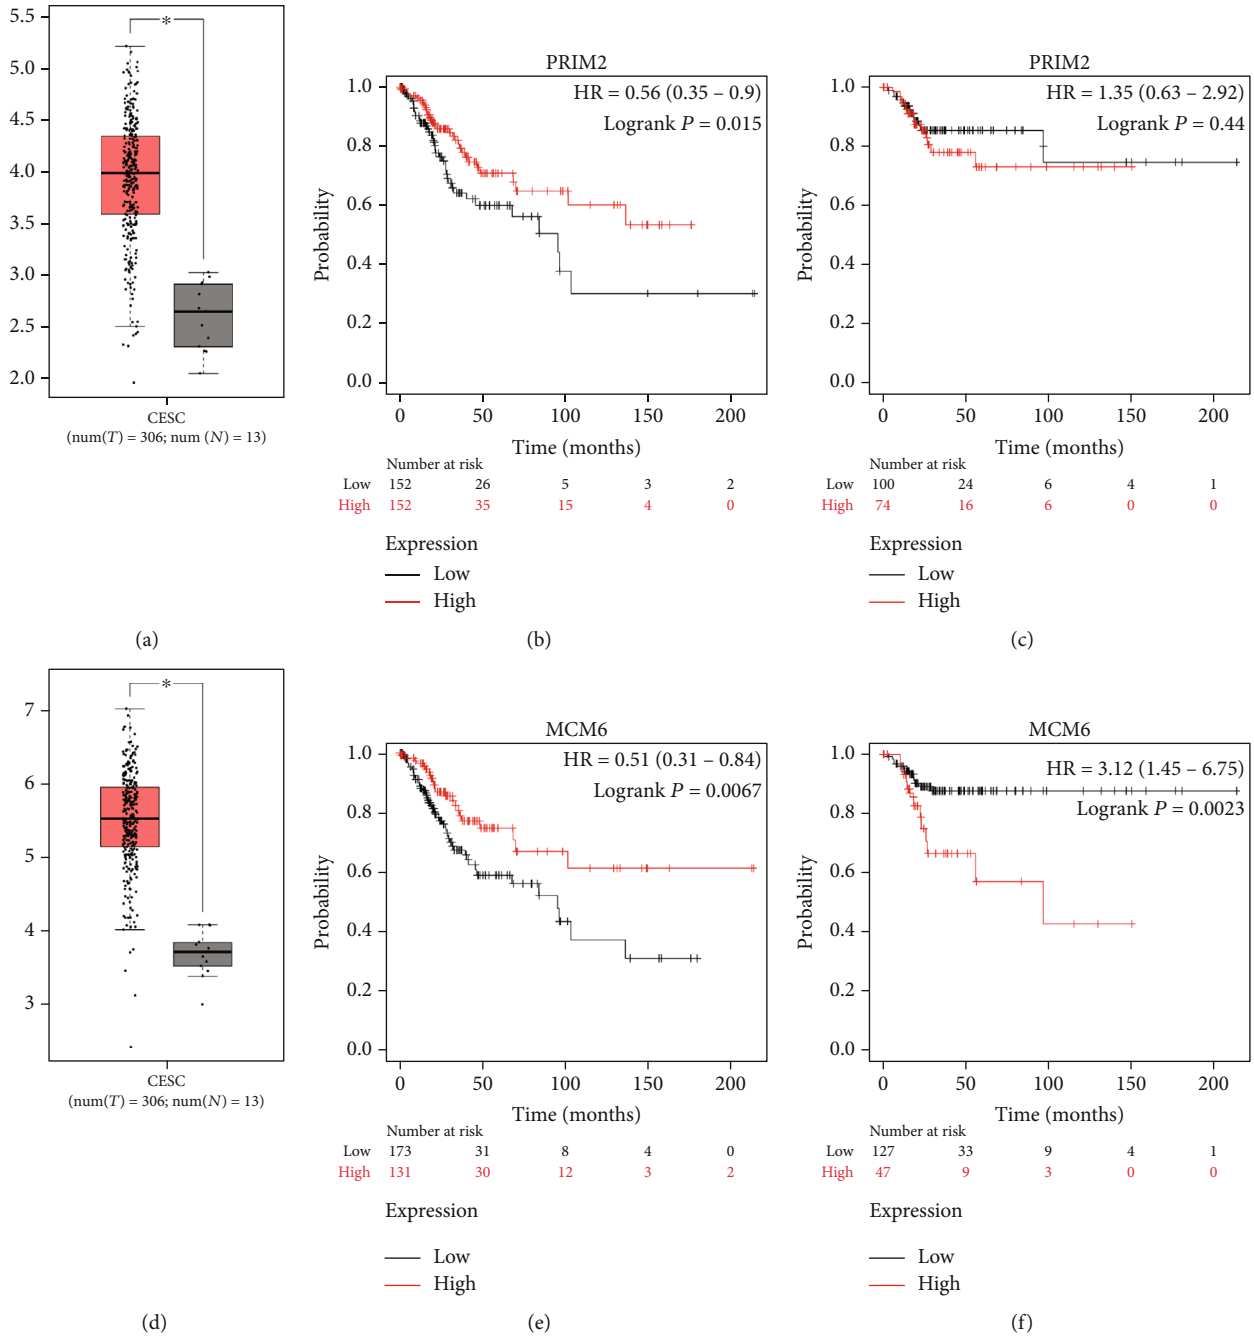 5.5
5.0
4.5
4.0
3.5
3.0
2.5
2.0
*
CESC
(num(T) = 306; num (N) = 13)
(a)
PRIM2
HR = 0.56 (0.35 – 0.9)
Logrank P = 0.015
Probability
1.0
0.8
0.6
0.4
0.2
0.0
0 50 100 150 200
Time (months)
Number at risk
Low 152 26 5 3 2
High 152 35 15 4 0
Expression
Low
High
(b)
PRIM2
HR = 1.35 (0.63 – 2.92)
Logrank P = 0.44
Probability
1.0
0.8
0.6
0.4
0.2
0.0
0 50 100 150 200
Time (months)
Number at risk
Low 100 24 6 4 1
High 74 16 6 0 0
Expression
Low
High
(c)
7
6
5
4
3
*
CESC
(num(T) = 306; num(N) = 13)
(d)
MCM6
HR = 0.51 (0.31 – 0.84)
Logrank P = 0.0067
Probability
1.0
0.8
0.6
0.4
0.2
0.0
0 50 100 150 200
Time (months)
Number at risk
Low 173 31 8 4 0
High 131 30 12 3 2
Expression
Low
High
(e)
MCM6
HR = 3.12 (1.45 – 6.75)
Logrank P = 0.0023
Probability
1.0
0.8
0.6
0.4
0.2
0.0
0 50 100 150 200
Time (months)
Number at risk
Low 127 33 9 4 1
High 47 9 3 0 0
Expression
Low
High
(f)